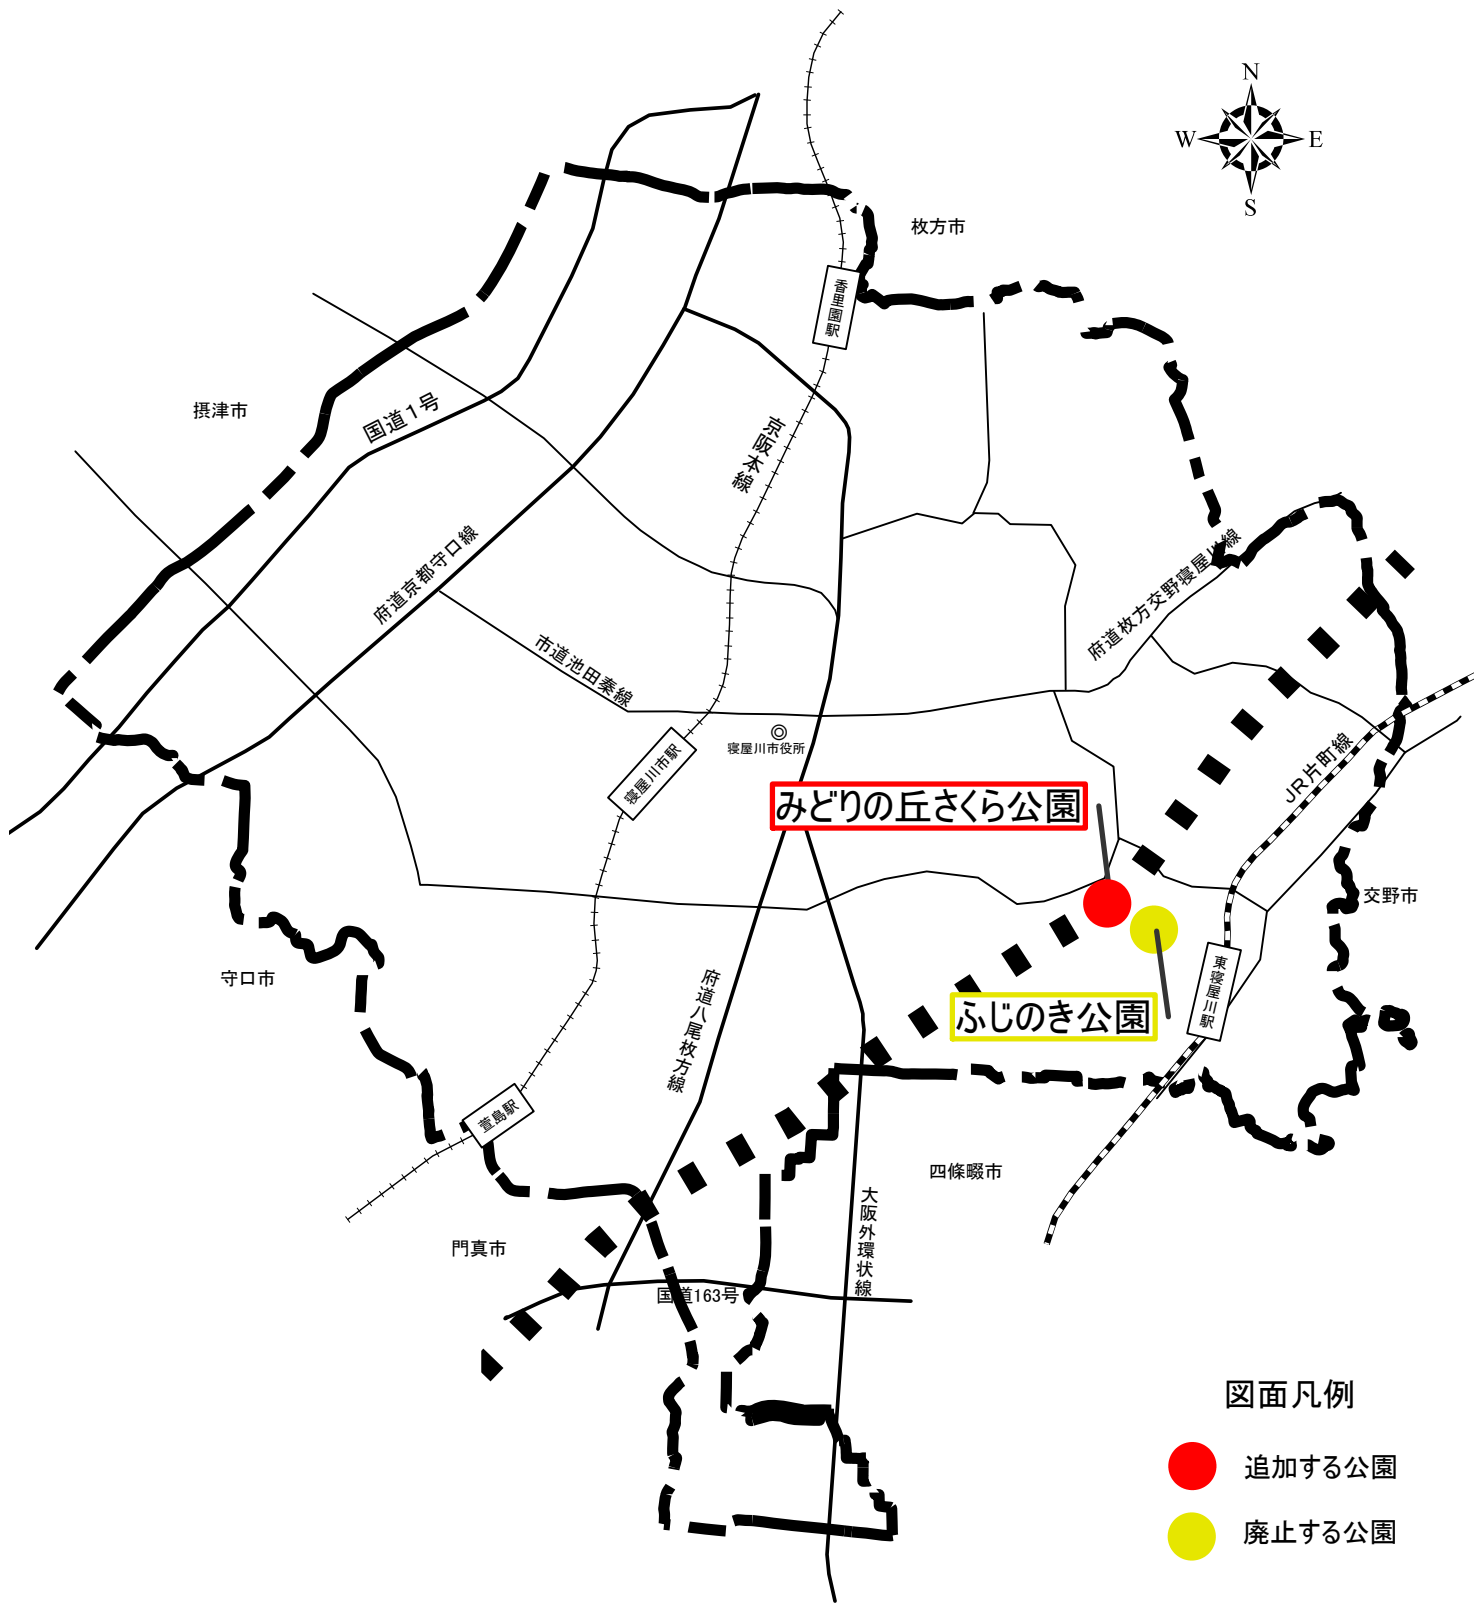 N
W
E
S
枚方市
香里園駅
摂津市
国道1号
京阪本線
府道京都守口線
府道枚方交野寝屋川線
市道池田秦線
寝屋川市役所
寝屋川市駅
JR片町線
みどりの丘さくら公園
交野市
守口市
東寝屋川駅
府道八尾枚方線
ふじのき公園
萱島駅
四條畷市
大阪外環状線
門真市
国道163号
図面凡例
追加する公園
廃止する公園